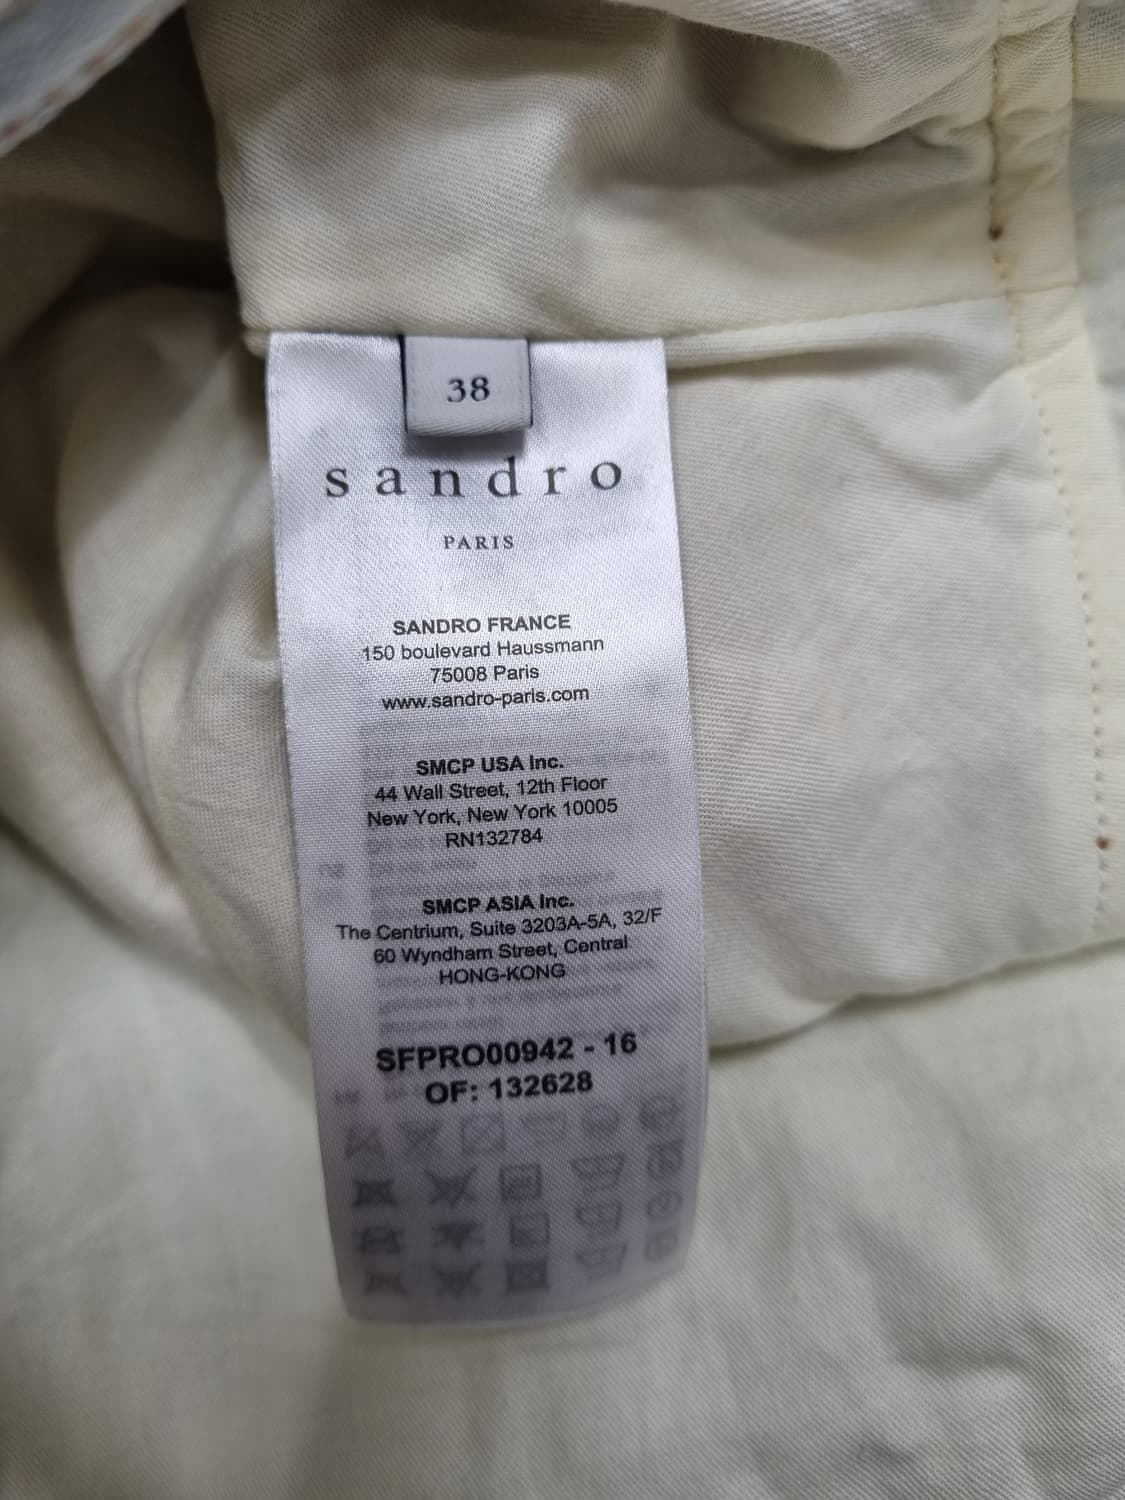 38
sandro
PARIS
SANDRO FRANCE
150 boulevard Haussmann
75008 Paris
www.sandro-paris.com
SMCP USA Inc.
44 Wall Street, 12th Floor
New York, New York 10005
RN132784
SMCP ASIA Inc.
The Centrium, Suite 3203A-5A, 32/F
60 Wyndham Street, Central
HONG-KONG
SFPRO00942 - 16
OF: 132628